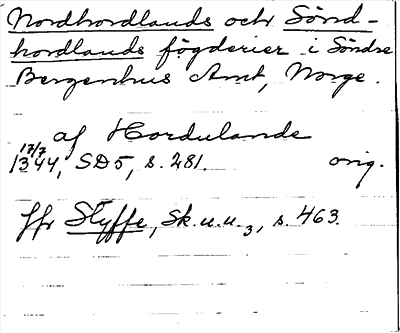 Nordhordlands och Sönd-
hordlands fögderier i Söndre
Bergenhus Amt, Norge.
af Hordulande
17/7
1344, SD5, s. 281. orig.
Jfr Styffe, Sk.u.u.3, s. 463.